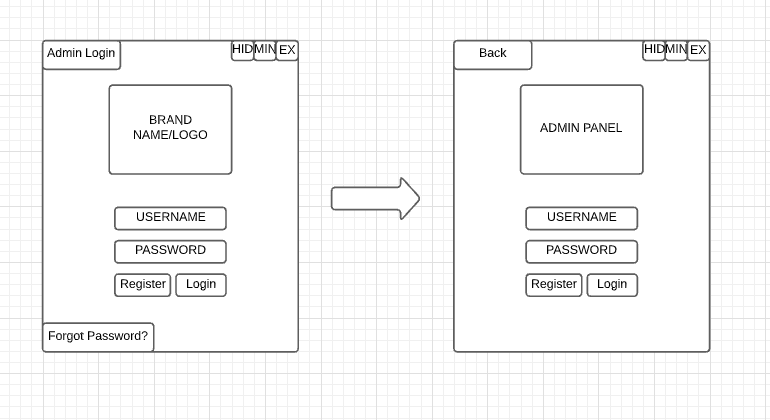 Admin Login
HID
MIN
EX
BRAND
NAME/LOGO
USERNAME
PASSWORD
Register
Login
Forgot Password?
Back
HID
MIN
EX
ADMIN PANEL
USERNAME
PASSWORD
Register
Login